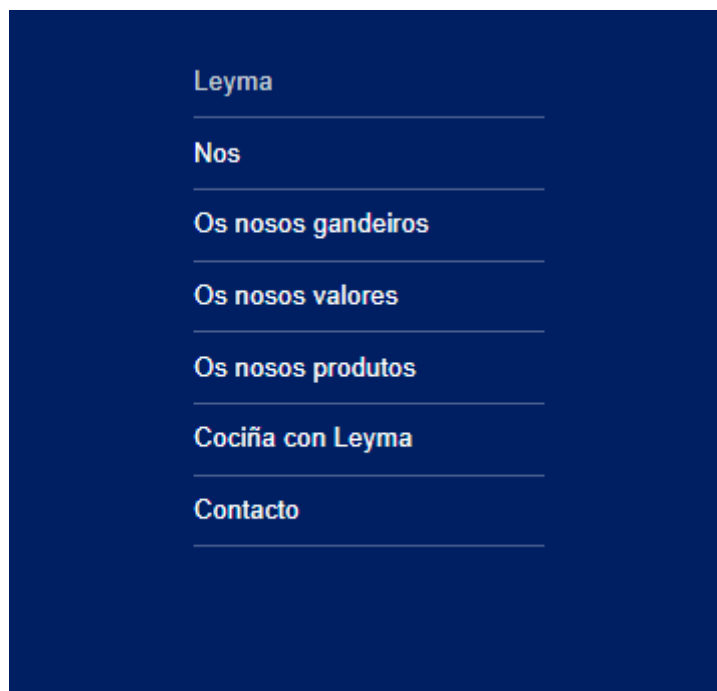 Leyma
Nos
Os nosos gandeiros
Os nosos valores
Os nosos produtos
Cociña con Leyma
Contacto